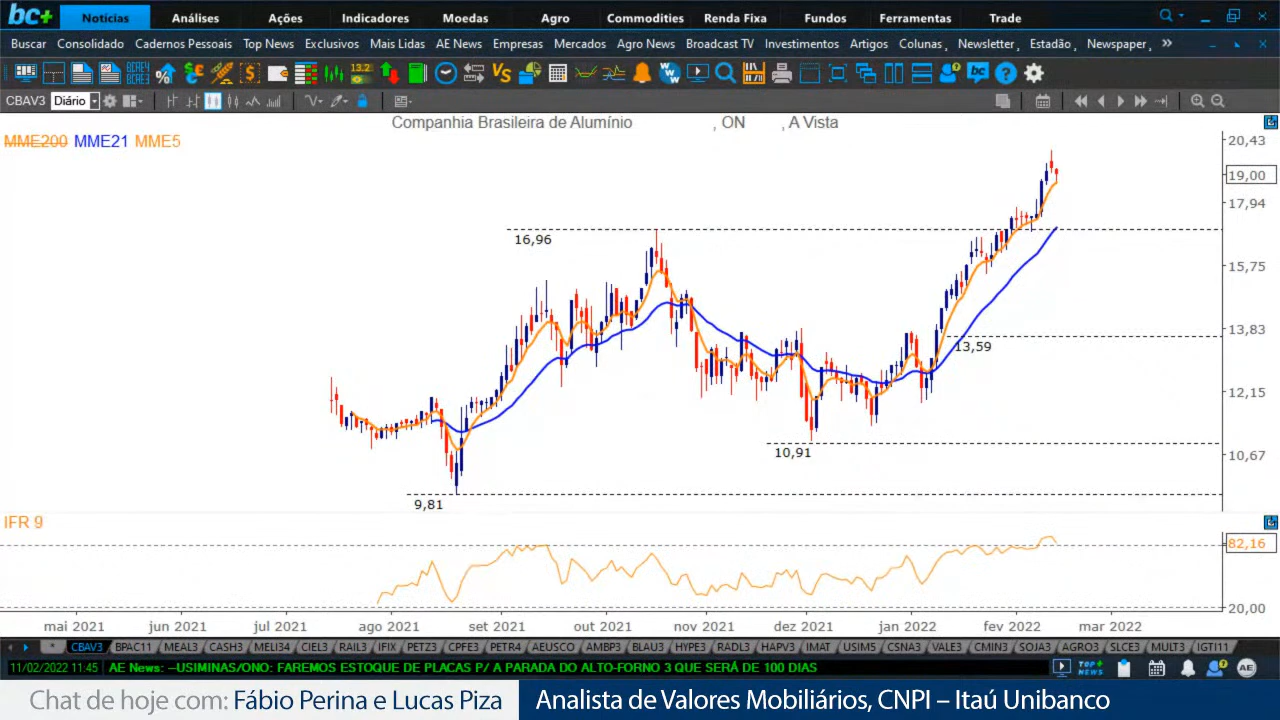 bc+ Notícias Análises Ações Indicadores Moedas Agro Commodities Renda Fixa Fundos Ferramentas Trade
Buscar Consolidado Cadernos Pessoais Top News Exclusivos Mais Lidas AE News Empresas Mercados Agro News Broadcast TV Investimentos Artigos Colunas Newsletter Estadão Newspaper »
CBAV3 Diário
Companhia Brasileira de Alumínio , ON , A Vista
MME200 MME21 MME5
20,43
19,00
17,94
16,96
15,75
13,83
13,59
12,15
10,91
10,67
9,81
IFR 9
82,16
20,00
mai 2021 jun 2021 jul 2021 ago 2021 set 2021 out 2021 nov 2021 dez 2021 jan 2022 fev 2022 mar 2022
* CBAV3 BPAC11 MEAL3 CASH3 MELI34 CIEL3 RAIL3 IFIX PETZ3 CPFE3 PETR4 AEUSCO AMBP3 BLAU3 HYPE3 RADL3 HAPV3 IMAT USIM5 CSNA3 VALE3 CMIN3 SOJA3 AGRO3 SLCE3 MULT3 IGTI11
11/02/2022 11:45 AE News: --USIMINAS/ONO: FAREMOS ESTOQUE DE PLACAS P/ A PARADA DO ALTO-FORNO 3 QUE SERÁ DE 100 DIAS TOP+ NEWS AE
Chat de hoje com: Fábio Perina e Lucas Piza Analista de Valores Mobiliários, CNPI – Itaú Unibanco